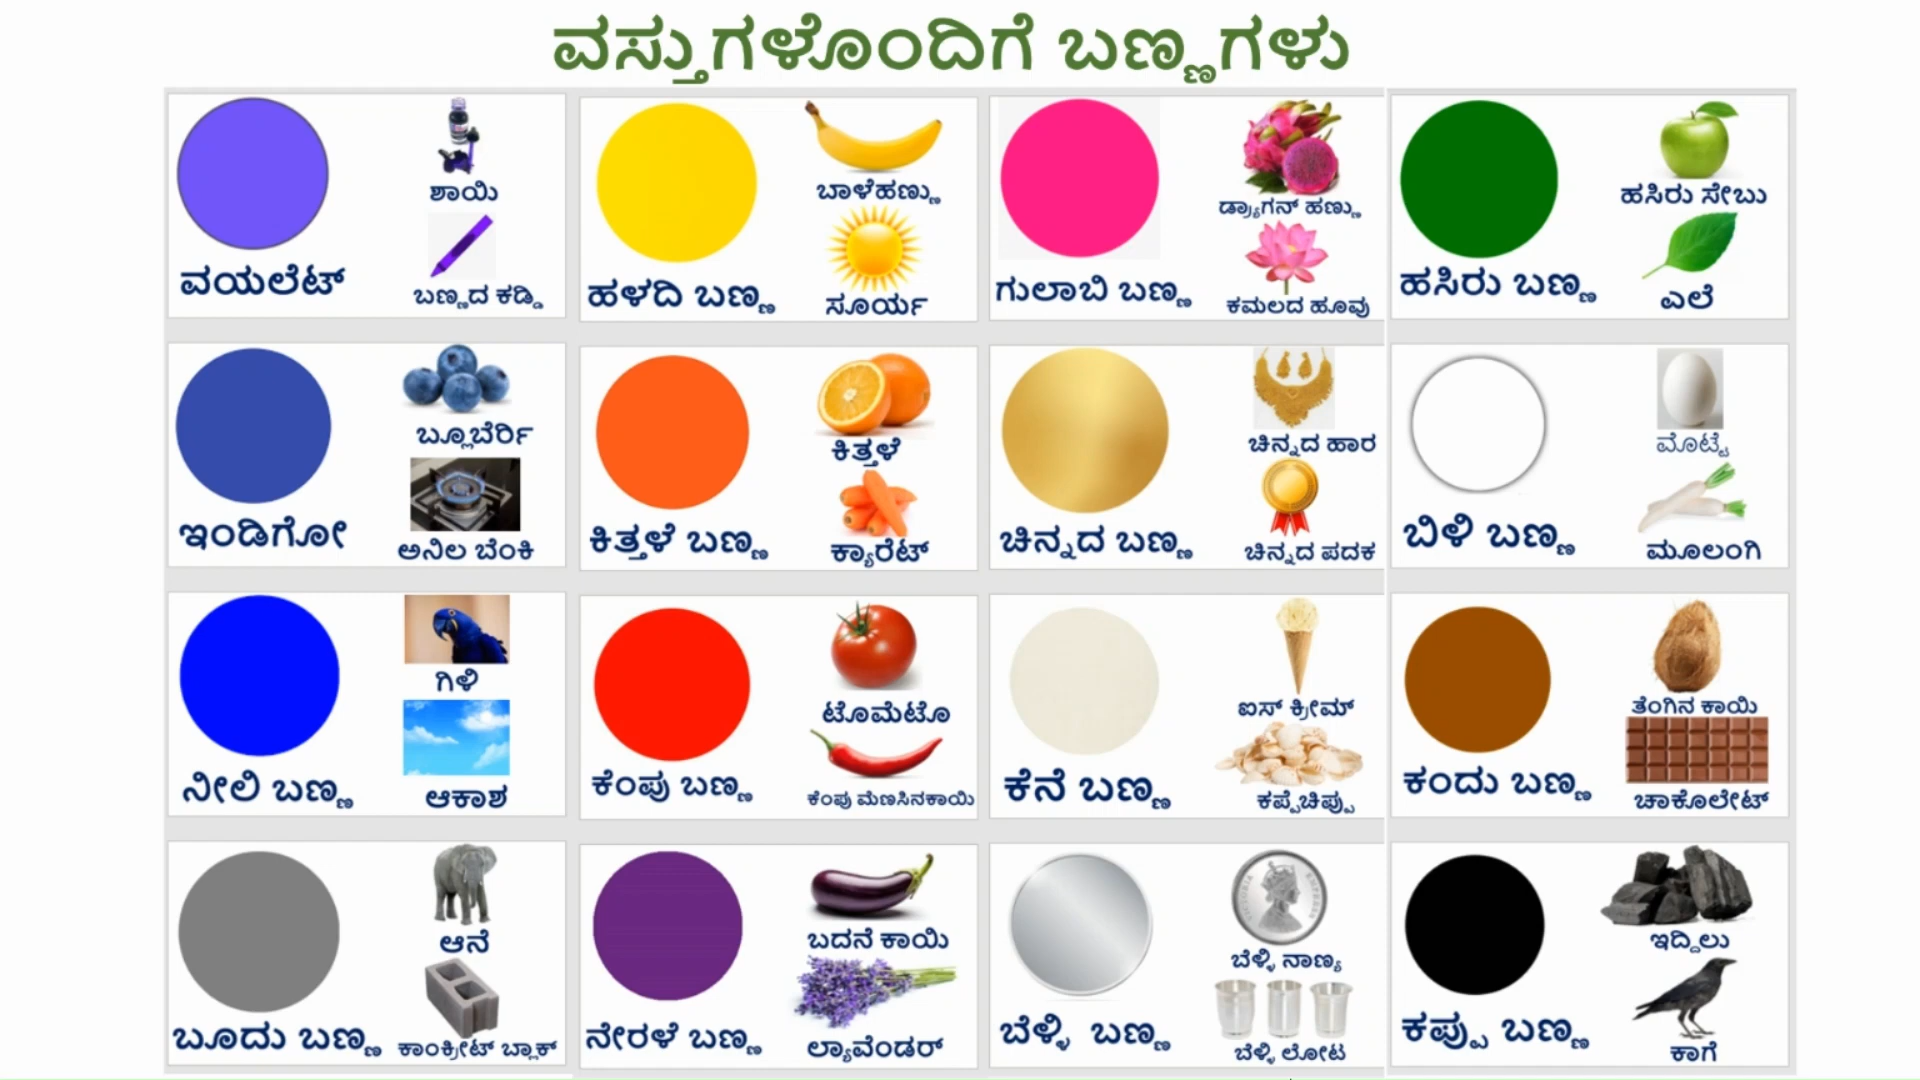 ವಸ್ತುಗಳೊಂದಿಗೆ ಬಣ್ಣಗಳು
ಶಾಯಿ
ಬಣ್ಣದ ಕಡ್ಡಿ
ವಯಲೆಟ್
ಬಾಳೆಹಣ್ಣು
ಸೂರ್ಯ
ಹಳದಿ ಬಣ್ಣ
ಡ್ರ್ಯಾಗನ್ ಹಣ್ಣು
ಕಮಲದ ಹೂವು
ಗುಲಾಬಿ ಬಣ್ಣ
ಹಸಿರು ಸೇಬು
ಎಲೆ
ಹಸಿರು ಬಣ್ಣ
ಬ್ಲೂಬೆರ್ರಿ
ಅನಿಲ ಬೆಂಕಿ
ಇಂಡಿಗೋ
ಕಿತ್ತಳೆ
ಕ್ಯಾರೆಟ್
ಕಿತ್ತಳೆ ಬಣ್ಣ
ಚಿನ್ನದ ಹಾರ
ಚಿನ್ನದ ಪದಕ
ಚಿನ್ನದ ಬಣ್ಣ
ಮೊಟ್ಟೆ
ಮೂಲಂಗಿ
ಬಿಳಿ ಬಣ್ಣ
ಗಿಳಿ
ಆಕಾಶ
ನೀಲಿ ಬಣ್ಣ
ಟೊಮೆಟೊ
ಕೆಂಪು ಮೆಣಸಿನಕಾಯಿ
ಕೆಂಪು ಬಣ್ಣ
ಐಸ್ ಕ್ರೀಮ್
ಕಪ್ಪೆಚಿಪ್ಪು
ಕೆನೆ ಬಣ್ಣ
ತೆಂಗಿನ ಕಾಯಿ
ಚಾಕೊಲೇಟ್
ಕಂದು ಬಣ್ಣ
ಆನೆ
ಕಾಂಕ್ರೀಟ್ ಬ್ಲಾಕ್
ಬೂದು ಬಣ್ಣ
ಬದನೆ ಕಾಯಿ
ಲ್ಯಾವೆಂಡರ್
ನೇರಳೆ ಬಣ್ಣ
ಬೆಳ್ಳಿ ನಾಣ್ಯ
ಬೆಳ್ಳಿ ಲೋಟ
ಬೆಳ್ಳಿ ಬಣ್ಣ
ಇದ್ದಿಲು
ಕಾಗೆ
ಕಪ್ಪು ಬಣ್ಣ